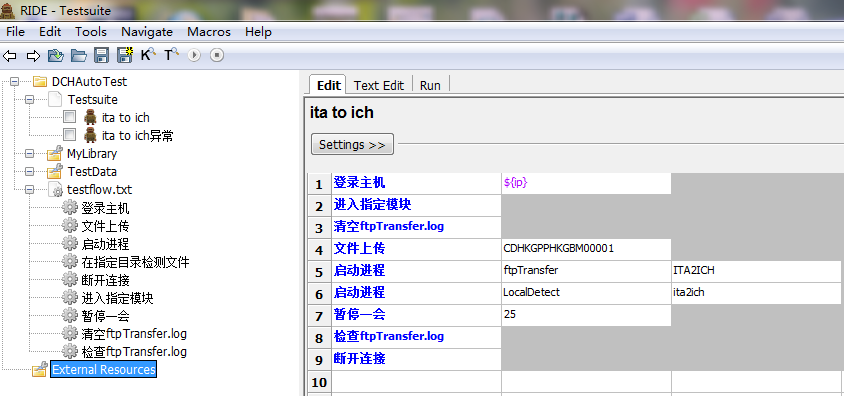 RIDE - Testsuite
File Edit Tools Navigate Macros Help
K T
DCHAutoTest
Testsuite
ita to ich
ita to ich异常
MyLibrary
TestData
testflow.txt
登录主机
文件上传
启动进程
在指定目录检测文件
断开连接
进入指定模块
暂停一会
清空ftpTransfer.log
检查ftpTransfer.log
External Resources
Edit Text Edit Run
ita to ich
Settings >>
1 登录主机 ${ip}
2 进入指定模块
3 清空ftpTransfer.log
4 文件上传 CDHKGPPHKGBM00001
5 启动进程 ftpTransfer ITA2ICH
6 启动进程 LocalDetect ita2ich
7 暂停一会 25
8 检查ftpTransfer.log
9 断开连接
10